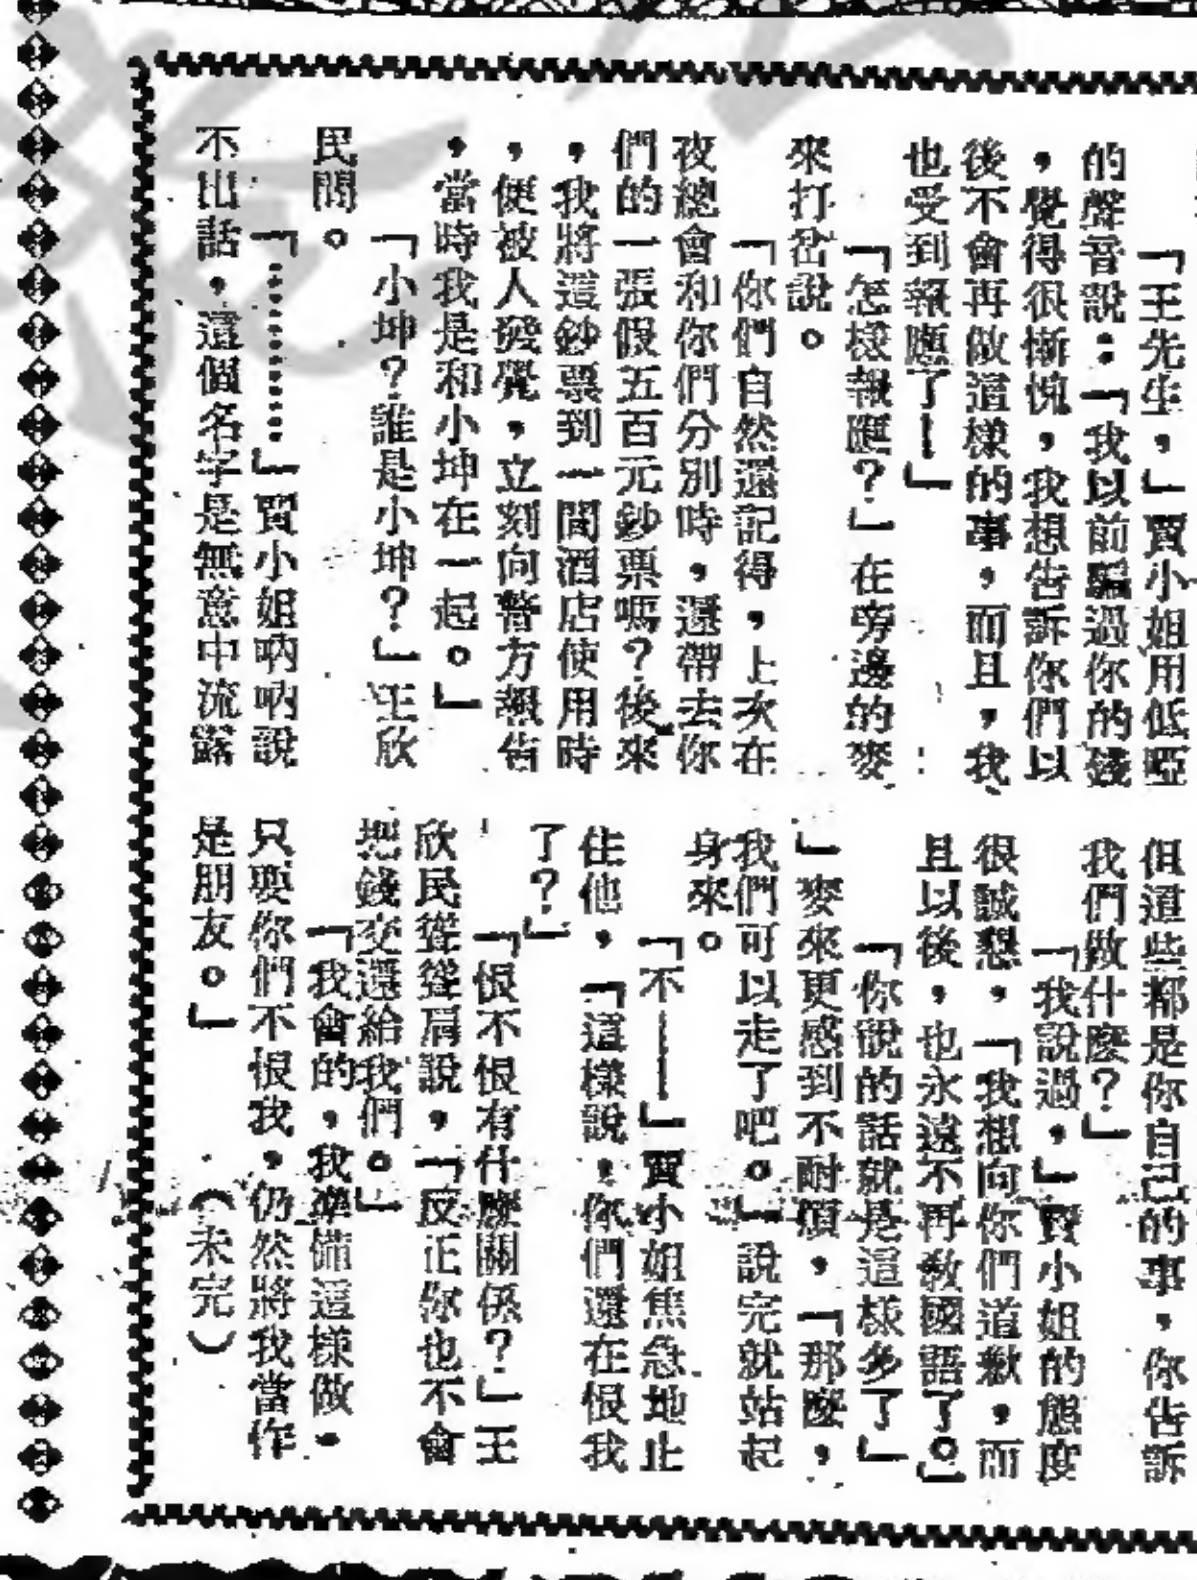 「王先生，」賈小姐用低啞
的聲音說：「我以前騙過你的錢
，覺得很慚愧，我想告訴你們以
後不會再做這樣的事，而且，我
也受到報應了！」
「怎樣報應？」在旁邊的麥
來打岔說。
「你們自然還記得，上次在
夜總會和你們分別時，還帶去你
們的一張假五百元鈔票嗎？後來
，我將這鈔票到一間酒店使用時
，便被人發覺，立刻向警方報告
，當時我是和小坤在一起。」
「小坤？誰是小坤？」王欣
民問。
「………」賈小姐吶吶說
不出話，這個名字是無意中流露
但這些都是你自己的事，你告訴
我們做什麼？」
「我說過，」賈小姐的態度
很誠懇，「我想向你們道歉，而
且以後，也永遠不再教國語了。」
「你說的話就是這樣多了」
」麥來更感到不耐煩，「那麼，
我們可以走了吧。」說完就站起
身來。
「不——」賈小姐焦急地止
住他，「這樣說，你們還在恨我
了？」
「恨不恨有什麼關係？」王
欣民聳聳肩說，「反正你也不會
把錢交還給我們。」
「我會的，我準備這樣做，
只要你們不恨我，仍然將我當作
是朋友。」　（未完）